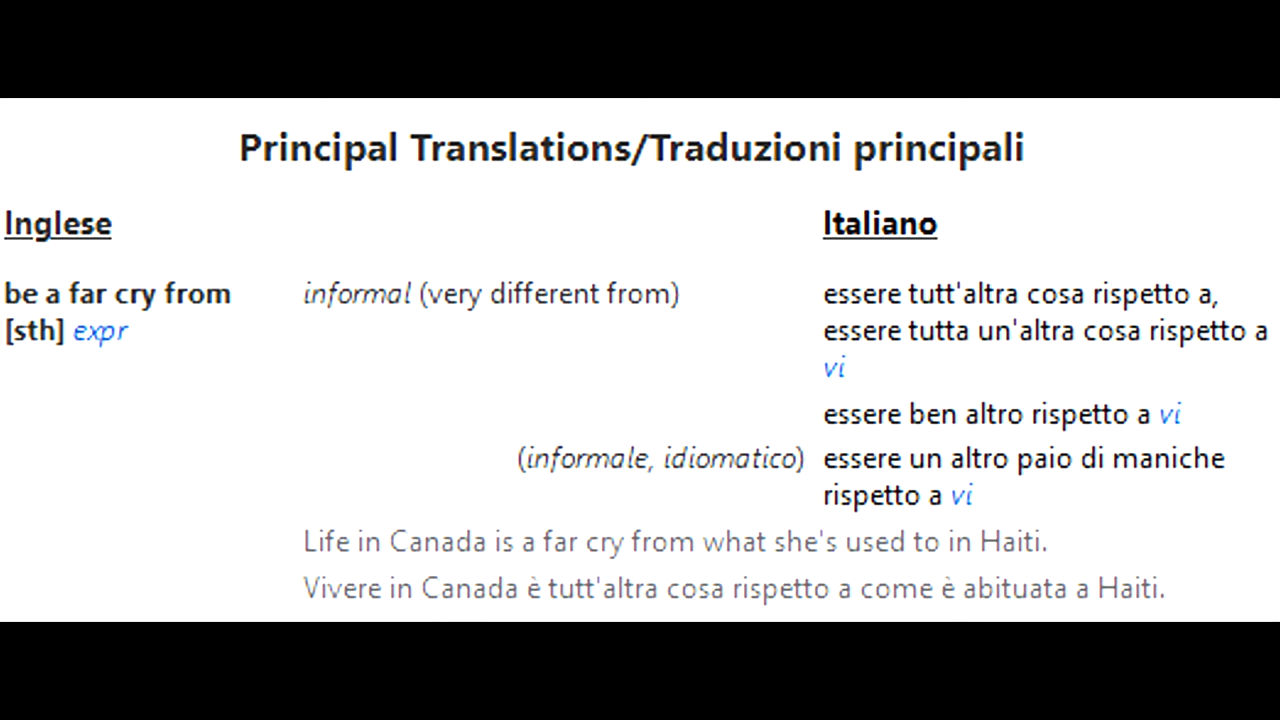 Principal Translations/Traduzioni principali
Inglese
Italiano
be a far cry from
[sth] expr
informal (very different from)
essere tutt'altra cosa rispetto a,
essere tutta un'altra cosa rispetto a
vi
essere ben altro rispetto a vi
(informale, idiomatico)
essere un altro paio di maniche
rispetto a vi
Life in Canada is a far cry from what she's used to in Haiti.
Vivere in Canada è tutt'altra cosa rispetto a come è abituata a Haiti.